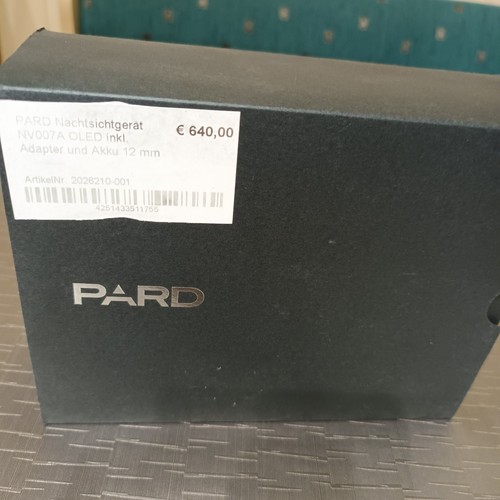 PARD Nachtsichtgerät
€ 640,00
NV007A OLED inkl.
Adapter und Akku 12 mm
ArtikelNr. 2026210-001
4251433511755
PARD